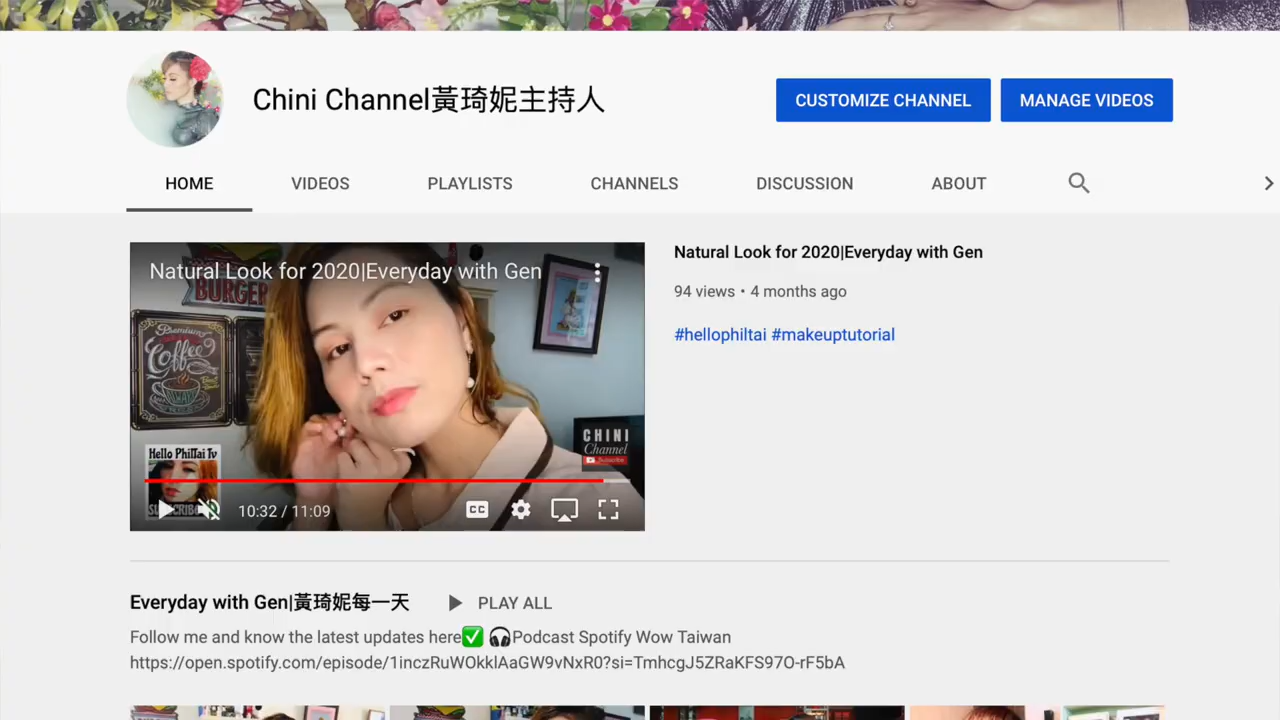 Chini Channel黃琦妮主持人
CUSTOMIZE CHANNEL
MANAGE VIDEOS
HOME
VIDEOS
PLAYLISTS
CHANNELS
DISCUSSION
ABOUT
Natural Look for 2020|Everyday with Gen
BURGER
Premium
Coffee
CHINI
Channel
Subscribe
Hello PhilTai Tv
SUBSCRIBE
10:32 / 11:09
CC
Natural Look for 2020|Everyday with Gen
94 views • 4 months ago
#hellophiltai #makeuptutorial
Everyday with Gen|黃琦妮每一天
PLAY ALL
Follow me and know the latest updates here✅ 🎧Podcast Spotify Wow Taiwan
https://open.spotify.com/episode/1inczRuWOkklAaGW9vNxR0?si=TmhcgJ5ZRaKFS97O-rF5bA